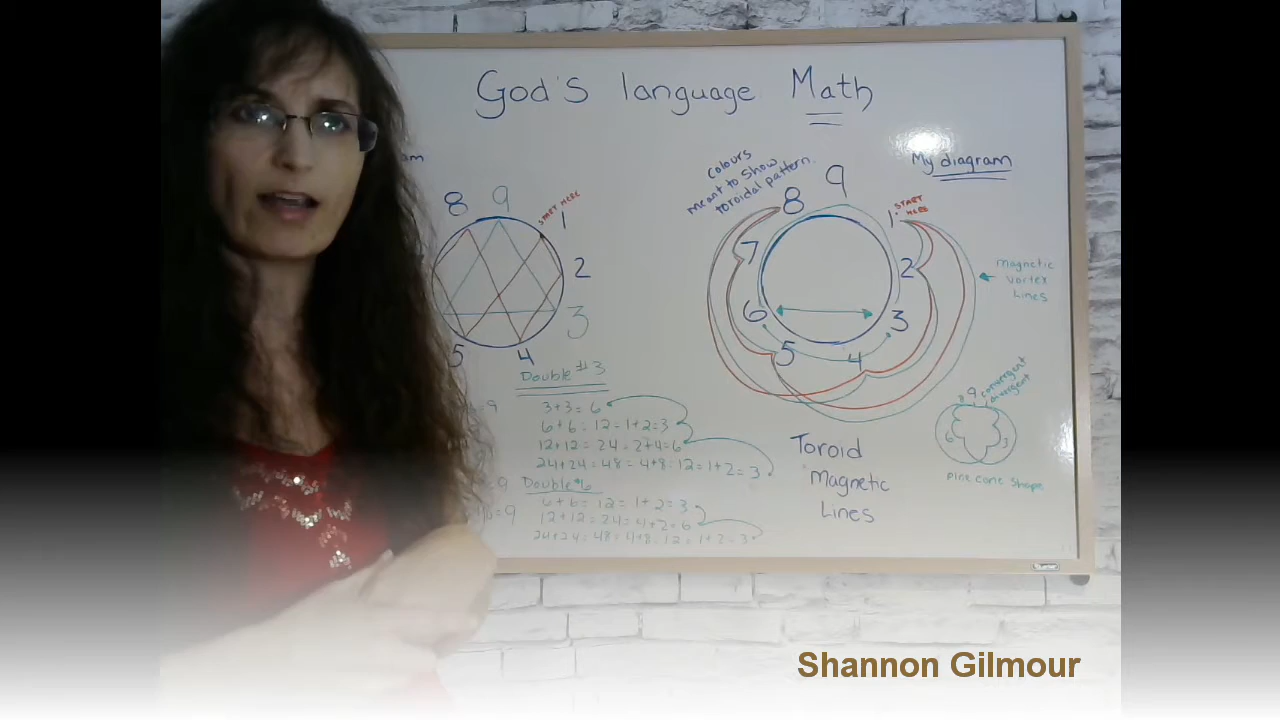 God's language Math
am
8 9 START HERE 1
2
3
4
5
Double #3
3+3=6
6+6=12=1+2=3
12+12=24=2+4=6
24+24=48=4+8=12=1+2=3
Double #6
6+6=12=1+2=3
12+12=24=4+2=6
24+24=48=4+8=12=1+2=3
=9
=9
=9
My diagram
colours
meant to show
toroidal pattern.
8 9 1 START HERE
7 2
6 3
5 4
magnetic
vortex
Lines
9 convergent
divergent
6 3
Pine cone shape
Toroid
Magnetic
Lines
Shannon Gilmour